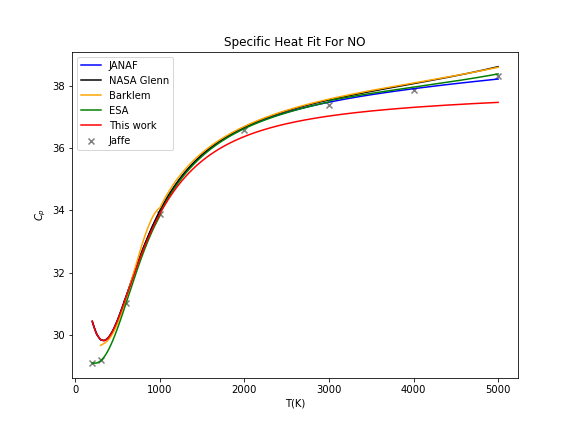 Specific Heat Fit For NO
JANAF
NASA Glenn
Barklem
ESA
This work
Jaffe
38
36
34
32
30
C_p
0
1000
2000
3000
4000
5000
T(K)